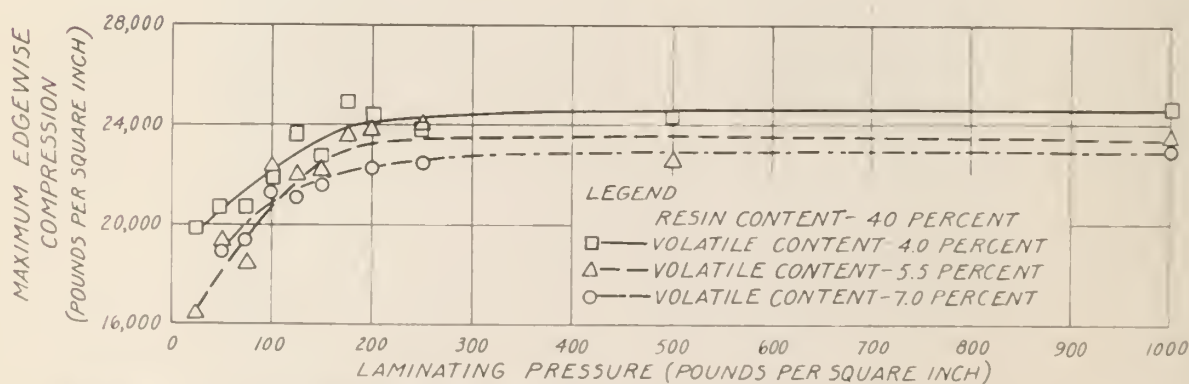 MAXIMUM EDGEWISE
COMPRESSION
(POUNDS PER SQUARE INCH)
28,000
24,000
20,000
16,000
LEGEND
RESIN CONTENT- 40 PERCENT
VOLATILE CONTENT-4.0 PERCENT
VOLATILE CONTENT-5.5 PERCENT
VOLATILE CONTENT-7.0 PERCENT
0 100 200 300 400 500 600 700 800 900 1000
LAMINATING PRESSURE (POUNDS PER SQUARE INCH)